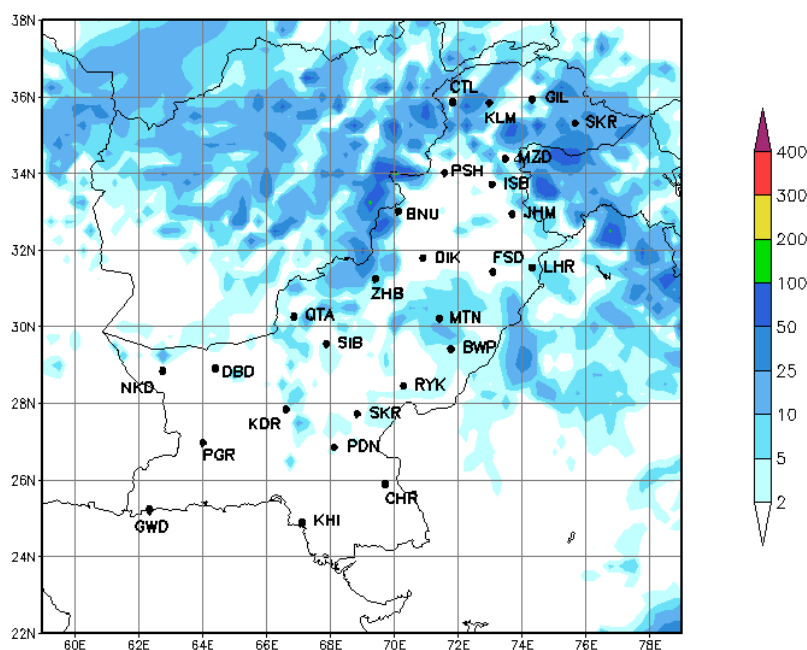 38N
36N
34N
32N
30N
28N
26N
24N
22N
60E 62E 64E 66E 68E 70E 72E 74E 76E 78E
CTL
GIL
KLM
SKR
MZD
PSH
ISB
BNU
JHM
DIK
FSD
LHR
ZHB
QTA
MTN
SIB
BWP
NKD
DBD
RYK
KDR
SKR
PDN
PGR
CHR
GWD
KHI
400
300
200
100
50
25
10
5
2